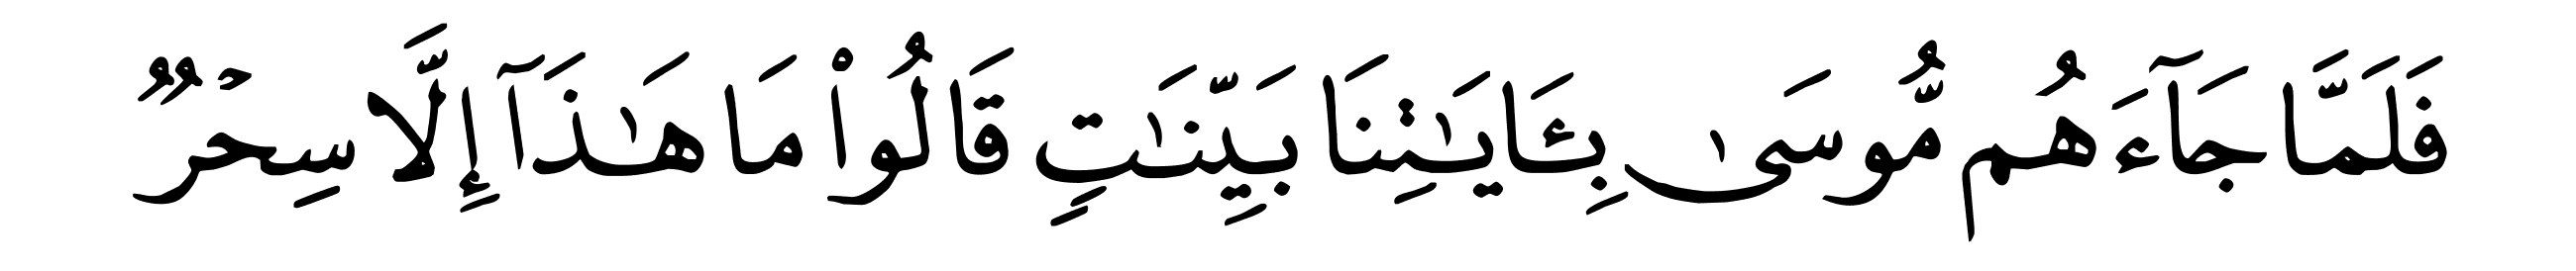 فَلَمَّا جَآءَهُم مُّوسَىٰ بِـَٔايَـٰتِنَا بَيِّنَـٰتٍ قَالُوا۟ مَا هَـٰذَآ إِلَّا سِحْرٌ